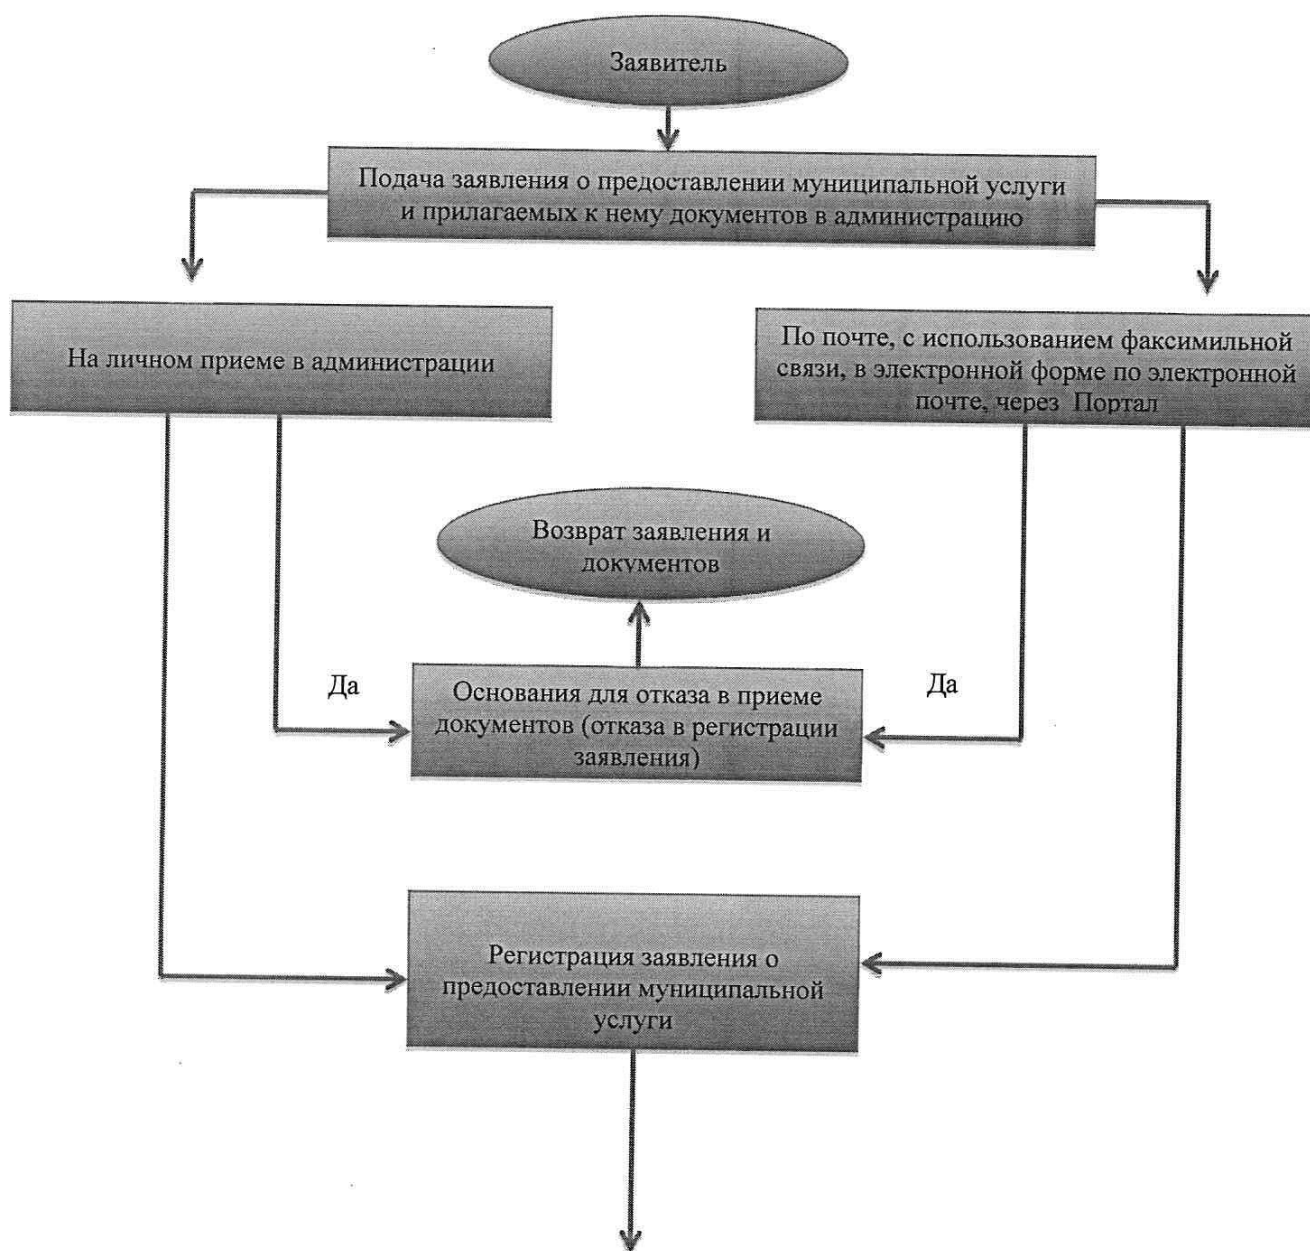 Заявитель
Подача заявления о предоставлении муниципальной услуги
и прилагаемых к нему документов в администрацию
На личном приеме в администрации
По почте, с использованием факсимильной
связи, в электронной форме по электронной
почте, через Портал
Возврат заявления и
документов
Да
Основания для отказа в приеме
документов (отказа в регистрации
заявления)
Да
Регистрация заявления о
предоставлении муниципальной
услуги